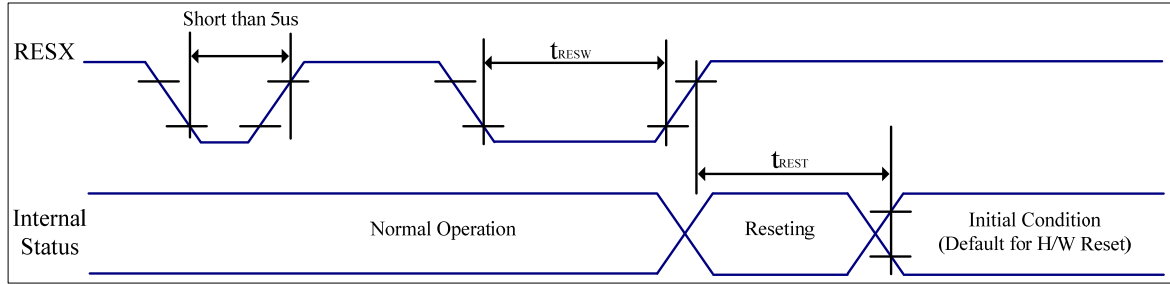 Short than 5us
RESX
tRESW
tREST
Internal
Status
Normal Operation
Reseting
Initial Condition
(Default for H/W Reset)